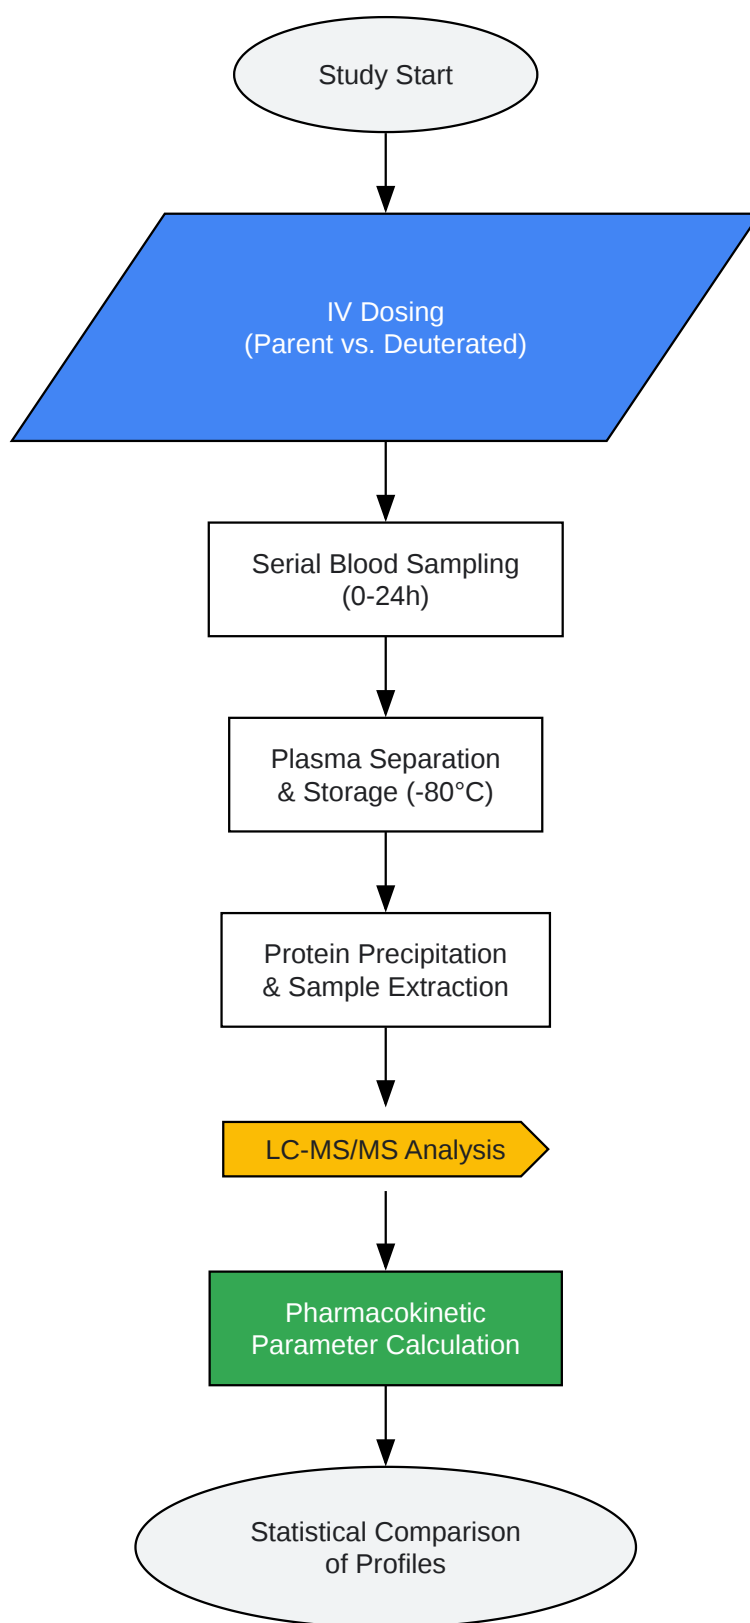 Study Start
IV Dosing
(Parent vs. Deuterated)
Serial Blood Sampling
(0-24h)
Plasma Separation
& Storage (-80°C)
Protein Precipitation
& Sample Extraction
LC-MS/MS Analysis
Pharmacokinetic
Parameter Calculation
Statistical Comparison
of Profiles